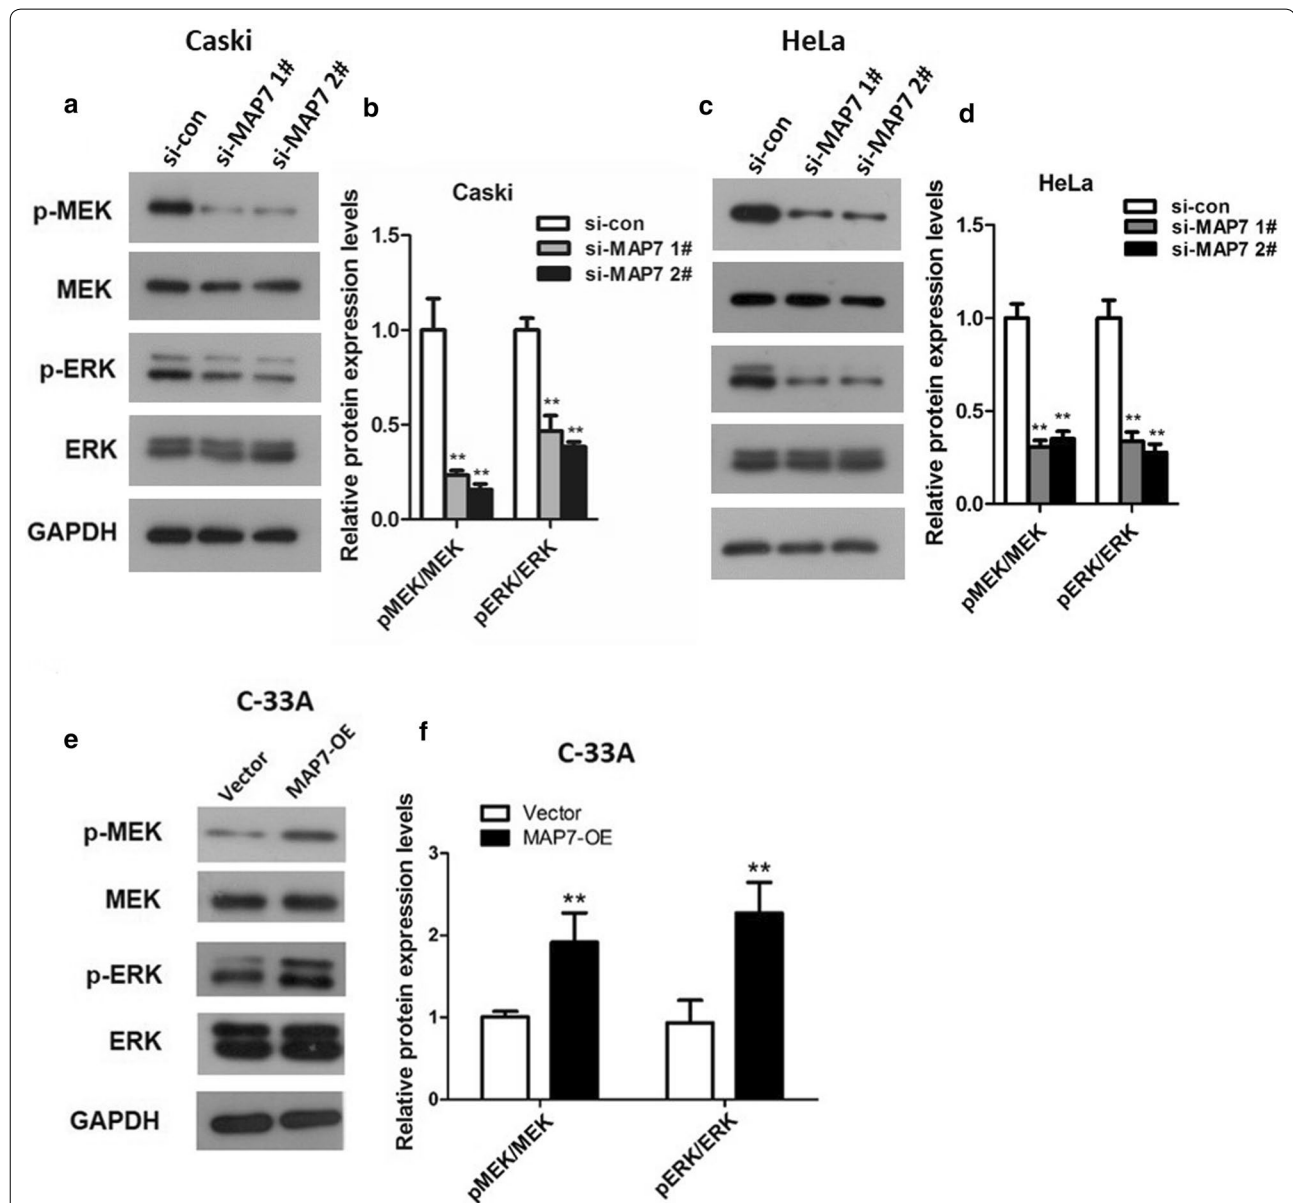 Caski
a
si-con
si-MAP7 1#
si-MAP7 2#
p-MEK
MEK
p-ERK
ERK
GAPDH
b
Caski
si-con
si-MAP7 1#
si-MAP7 2#
Relative protein expression levels
1.5
1.0
0.5
0.0
**
**
**
**
pMEK/MEK
pERK/ERK
HeLa
c
si-con
si-MAP7 1#
si-MAP7 2#
d
HeLa
si-con
si-MAP7 1#
si-MAP7 2#
Relative protein expression levels
1.5
1.0
0.5
0.0
**
**
**
**
pMEK/MEK
pERK/ERK
C-33A
e
Vector
MAP7-OE
p-MEK
MEK
p-ERK
ERK
GAPDH
f
C-33A
Vector
MAP7-OE
Relative protein expression levels
3
2
1
0
**
**
pMEK/MEK
pERK/ERK